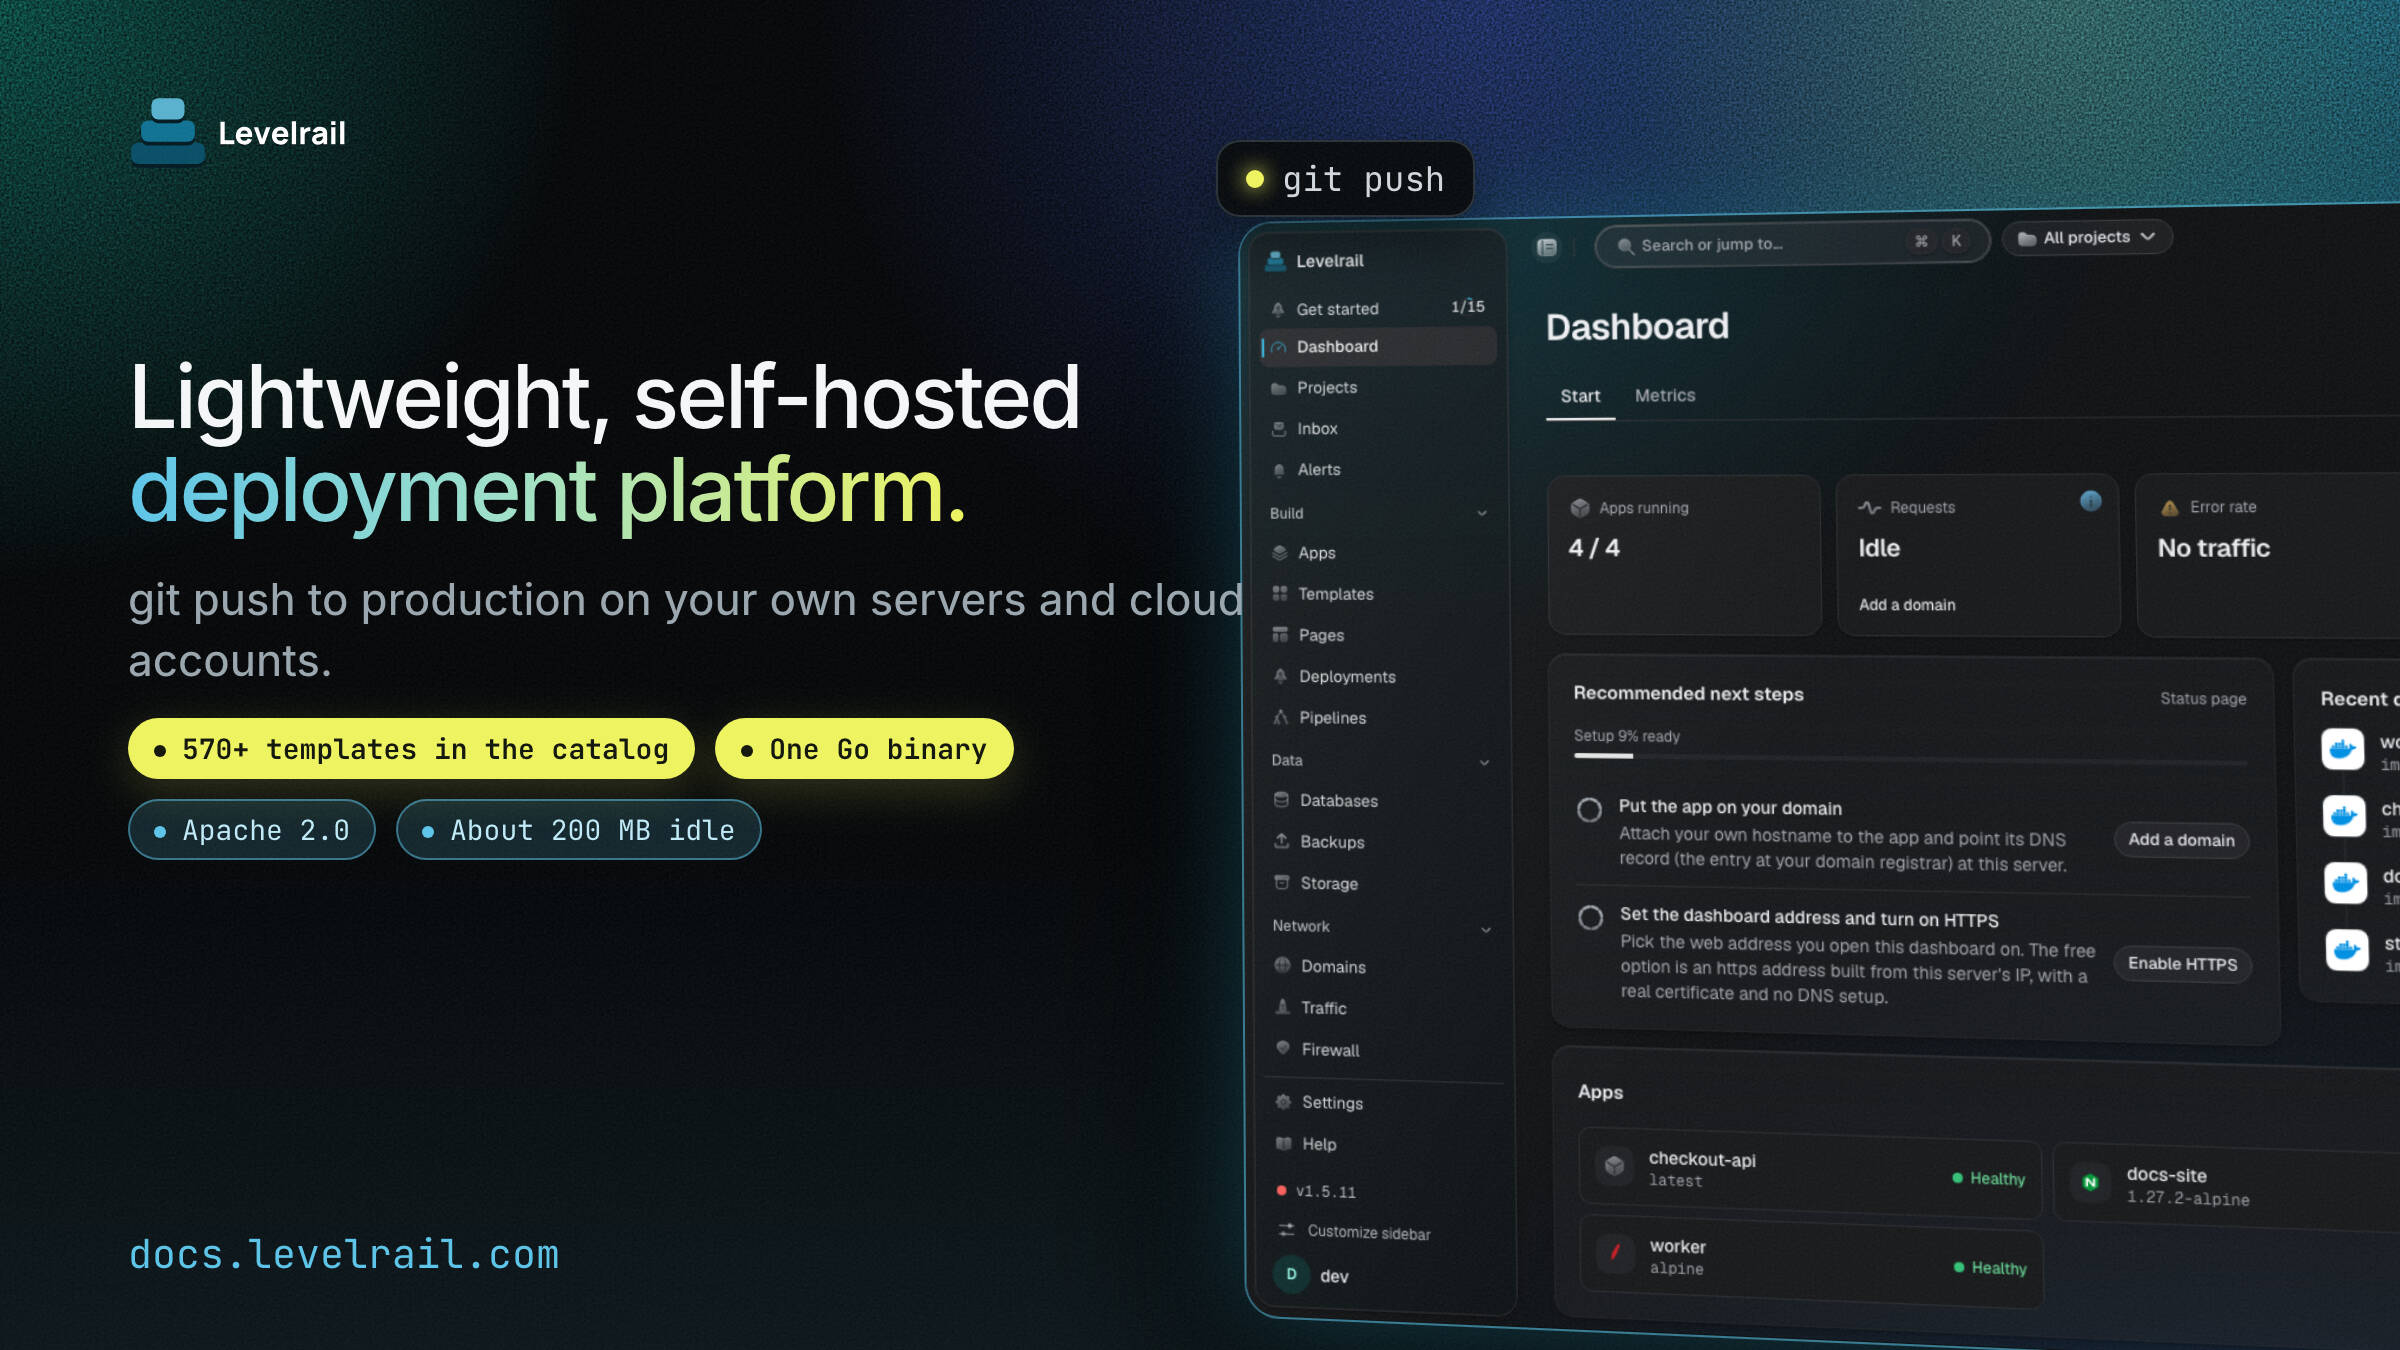 Levelrail
Lightweight, self-hosted
deployment platform.
git push to production on your own servers and cloud
accounts.
570+ templates in the catalog
One Go binary
Apache 2.0
About 200 MB idle
docs.levelrail.com
git push
Levelrail
Get started 1/15
Dashboard
Projects
Inbox
Alerts
Build
Apps
Templates
Pages
Deployments
Pipelines
Data
Databases
Backups
Storage
Network
Domains
Traffic
Firewall
Settings
Help
v1.5.11
Customize sidebar
D dev
Search or jump to... ⌘ K
All projects
Dashboard
Start Metrics
Apps running
4 / 4
Requests
Idle
Add a domain
Error rate
No traffic
Recommended next steps
Status page
Setup 9% ready
Put the app on your domain
Attach your own hostname to the app and point its DNS
record (the entry at your domain registrar) at this server.
Add a domain
Set the dashboard address and turn on HTTPS
Pick the web address you open this dashboard on. The free
option is an https address built from this server's IP, with a
real certificate and no DNS setup.
Enable HTTPS
Recent
Apps
checkout-api
latest
Healthy
docs-site
1.27.2-alpine
worker
alpine
Healthy